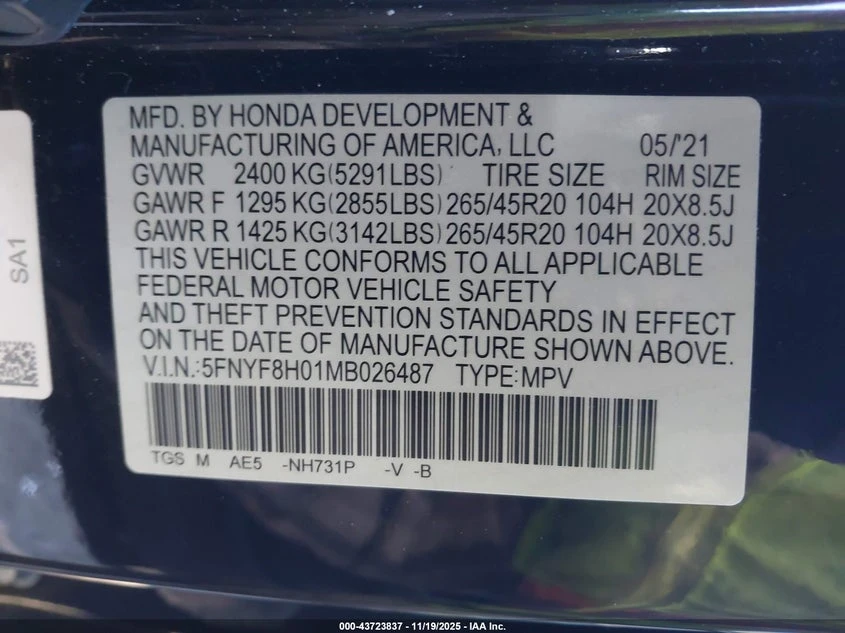 MFD. BY HONDA DEVELOPMENT &
MANUFACTURING OF AMERICA, LLC 05/'21
GVWR 2400 KG(5291LBS) TIRE SIZE RIM SIZE
GAWR F 1295 KG(2855LBS) 265/45R20 104H 20X8.5J
GAWR R 1425 KG(3142LBS) 265/45R20 104H 20X8.5J
THIS VEHICLE CONFORMS TO ALL APPLICABLE
FEDERAL MOTOR VEHICLE SAFETY
AND THEFT PREVENTION STANDARDS IN EFFECT
ON THE DATE OF MANUFACTURE SHOWN ABOVE.
V.I.N.:5FNYF8H01MB026487 TYPE:MPV
TGS M AE5 -NH731P -V -B
SA1
000-43723837 - 11/19/2025 - IAA Inc.